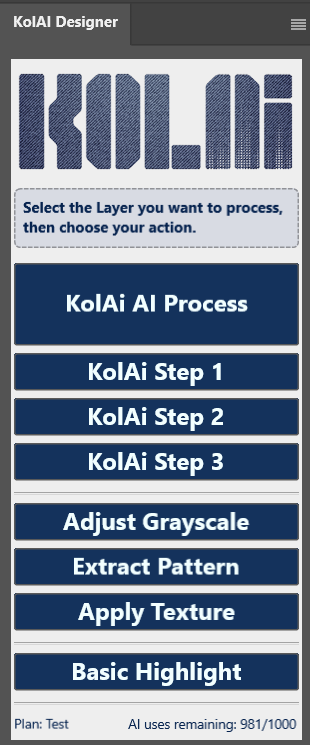 KolAI Designer
KOLAi
Select the Layer you want to process,
then choose your action.
KolAi AI Process
KolAi Step 1
KolAi Step 2
KolAi Step 3
Adjust Grayscale
Extract Pattern
Apply Texture
Basic Highlight
Plan: Test AI uses remaining: 981/1000